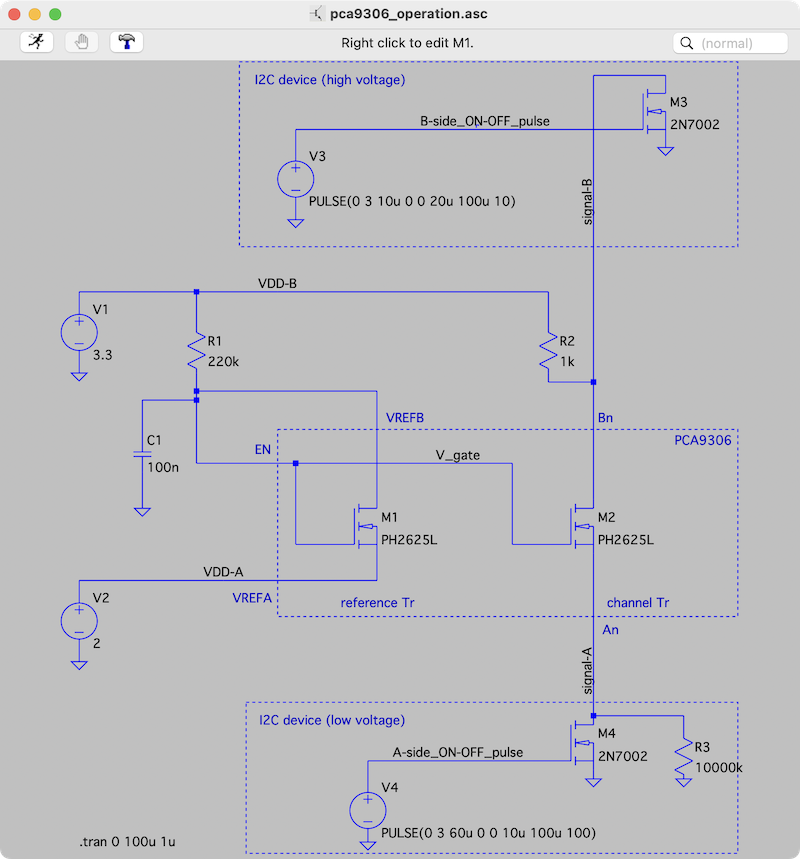 pca9306_operation.asc
Right click to edit M1.
(normal)
I2C device (high voltage)
M3
2N7002
B-side_ON-OFF_pulse
V3
PULSE(0 3 10u 0 0 20u 100u 10)
signal-B
VDD-B
V1
3.3
R1
220k
R2
1k
VREFB
Bn
C1
100n
EN
V_gate
PCA9306
M1
PH2625L
M2
PH2625L
VDD-A
V2
2
VREFA
reference Tr
channel Tr
An
signal-A
I2C device (low voltage)
M4
2N7002
R3
10000k
A-side_ON-OFF_pulse
V4
PULSE(0 3 60u 0 0 10u 100u 100)
.tran 0 100u 1u